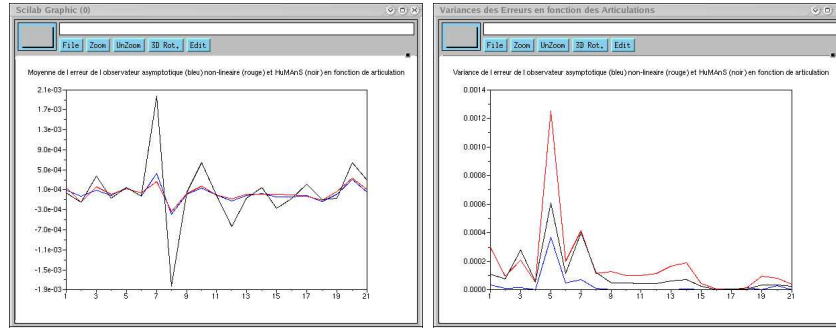 Scilab Graphic (0)
File Zoom UnZoom 3D Rot. Edit
Moyenne de l erreur de l observateur asymptotique (bleu) non-lineaire (rouge) et HuMAnS (noir) en fonction de articulation
2.1e-03
1.7e-03
1.3e-03
9.0e-04
5.0e-04
1.0e-04
-3.0e-04
-7.0e-04
-1.1e-03
-1.5e-03
-1.9e-03
1 3 5 7 9 11 13 15 17 19 21
Variances des Erreurs en fonction des Articulations
File Zoom UnZoom 3D Rot. Edit
Variance de l erreur de l observateur asymptotique (bleu) non-lineaire (rouge) et HuMAnS (noir) en fonction de articulation
0.0014
0.0012
0.0010
0.0008
0.0006
0.0004
0.0002
0.0000
1 3 5 7 9 11 13 15 17 19 21